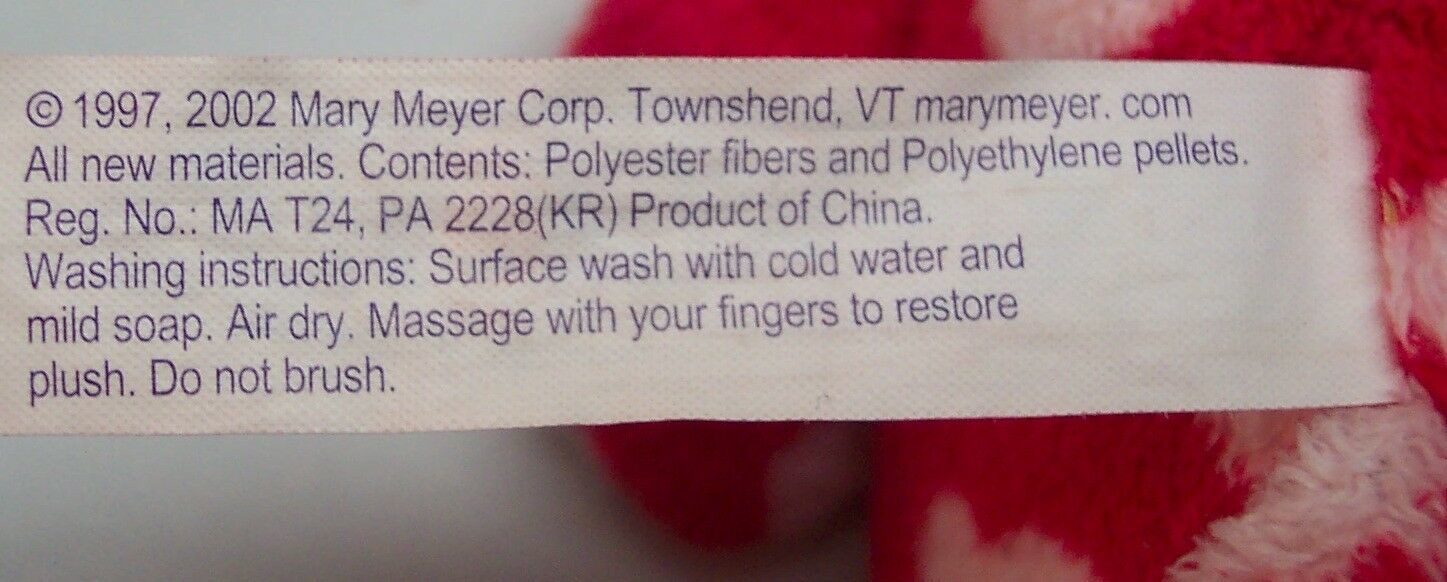 © 1997, 2002 Mary Meyer Corp. Townshend, VT marymeyer. com
All new materials. Contents: Polyester fibers and Polyethylene pellets.
Reg. No.: MA T24, PA 2228(KR) Product of China.
Washing instructions: Surface wash with cold water and
mild soap. Air dry. Massage with your fingers to restore
plush. Do not brush.